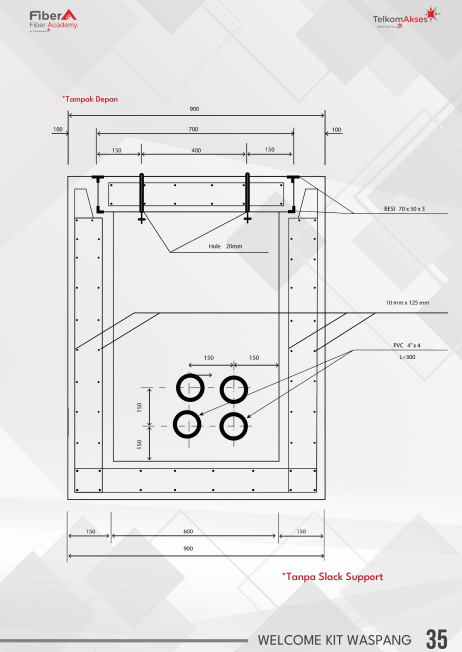 Fiber
Fiber Academy
TelkomAkses
*Tampak Depan
900
100
700
100
150
400
150
BESI 70 x 50 x 3
Hole 20mm
10 mm x 125 mm
PVC 4" x 4
L=300
150
150
150
150
150
600
150
900
*Tanpa Slack Support
WELCOME KIT WASPANG 35